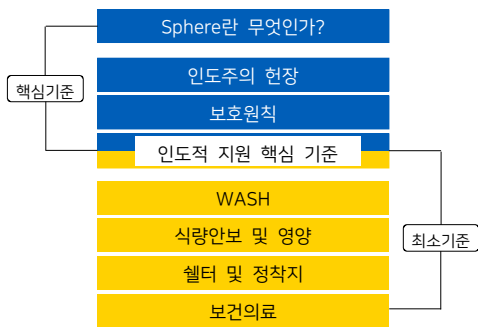 Sphere란 무엇인가?
핵심기준
인도주의 헌장
보호원칙
인도적 지원 핵심 기준
WASH
식량안보 및 영양
최소기준
쉘터 및 정착지
보건의료